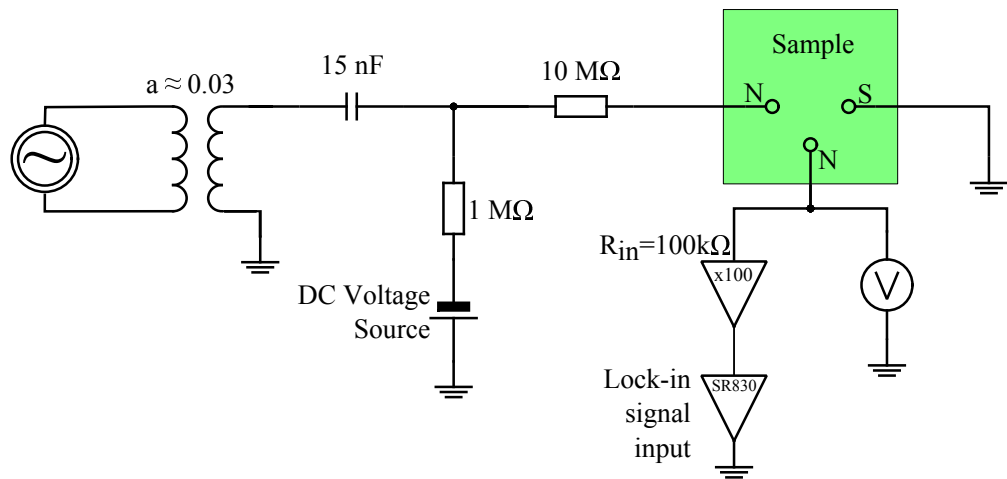 a ≈ 0.03
15 nF
10 MΩ
Sample
N
S
N
1 MΩ
DC Voltage
Source
R_in=100kΩ
x100
V
Lock-in
signal
input
SR830